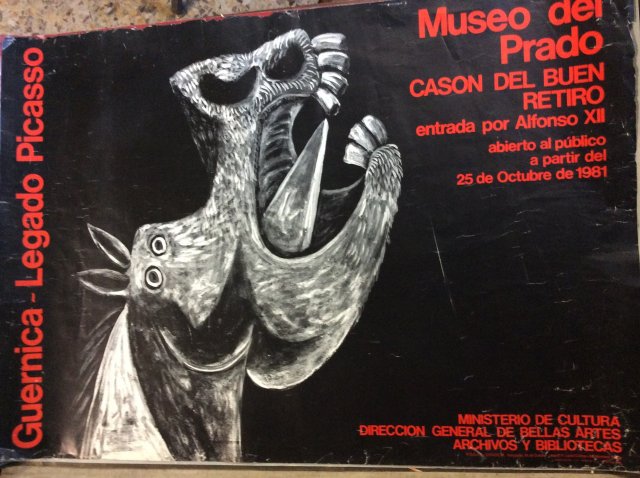 Guernica - Legado Picasso
Museo del
Prado
CASON DEL BUEN
RETIRO
entrada por Alfonso XII
abierto al público
a partir del
25 de Octubre de 1981
MINISTERIO DE CULTURA
DIRECCION GENERAL DE BELLAS ARTES
ARCHIVOS Y BIBLIOTECAS